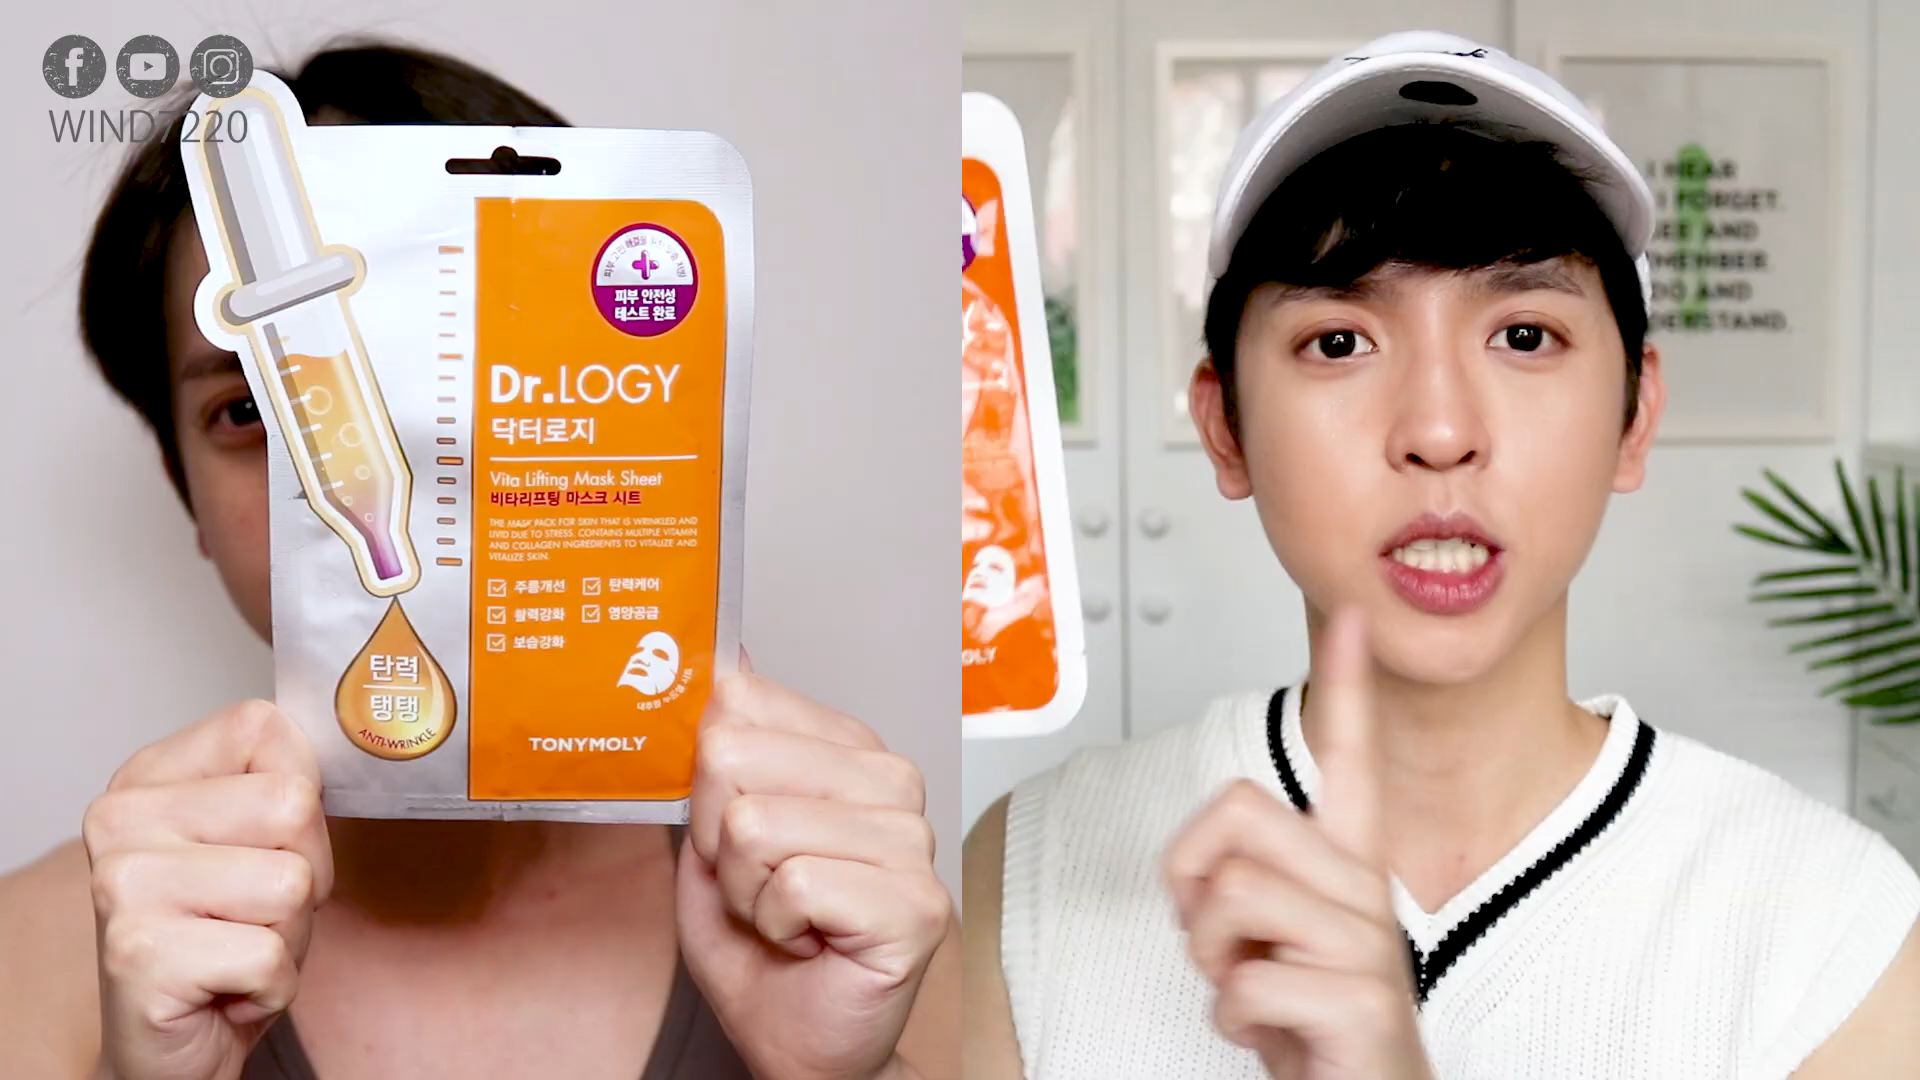 WIND7220
피부 안전성
테스트 완료
Dr.LOGY
닥터로지
Vita Lifting Mask Sheet
비타리프팅 마스크 시트
THE MASK PACK FOR SKIN THAT IS WRINKLED AND
LIVID DUE TO STRESS. CONTAINS MULTIPLE VITAMIN
AND COLLAGEN INGREDIENTS TO VITALIZE AND
VITALIZE SKIN.
주름개선 탄력케어
활력강화 영양공급
보습강화
탄력
탱탱
ANTI-WRINKLE
TONYMOLY
I HEAR
I FORGET.
AND
AND